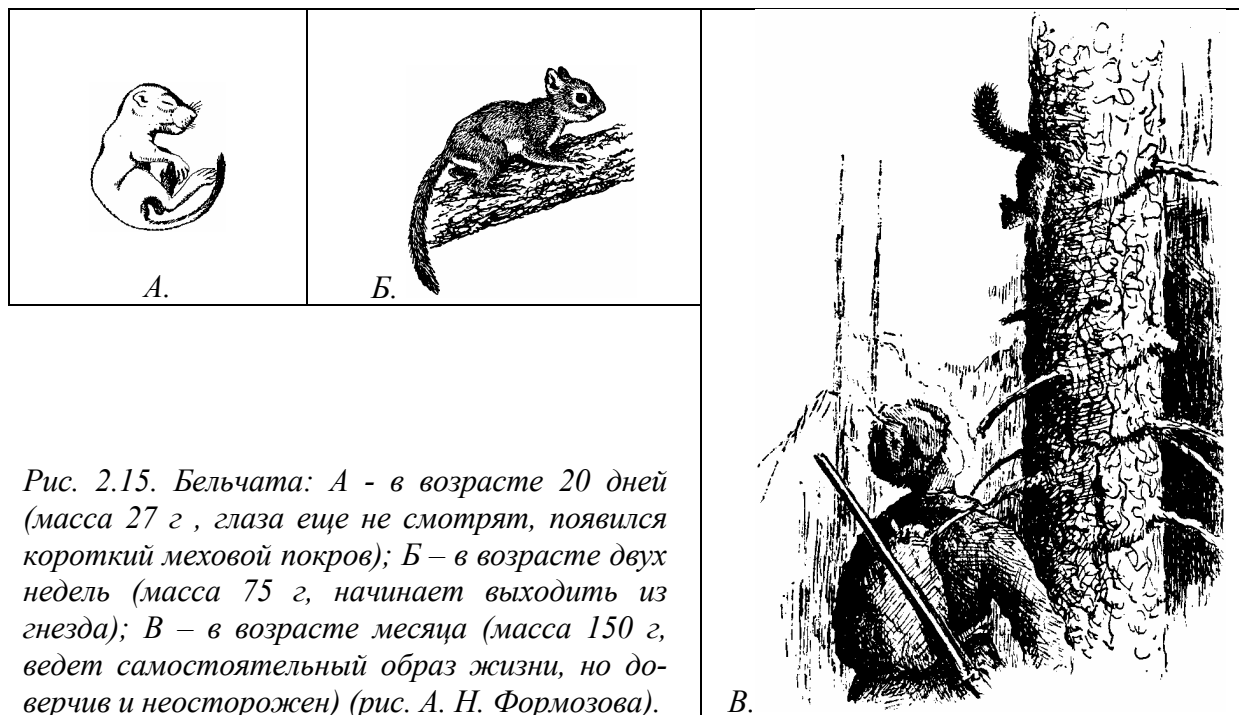 А.
Б.
Рис. 2.15. Бельчата: А - в возрасте 20 дней
(масса 27 г , глаза еще не смотрят, появился
короткий меховой покров); Б – в возрасте двух
недель (масса 75 г, начинает выходить из
гнезда); В – в возрасте месяца (масса 150 г,
ведет самостоятельный образ жизни, но до-
верчив и неосторожен) (рис. А. Н. Формозова).
В.